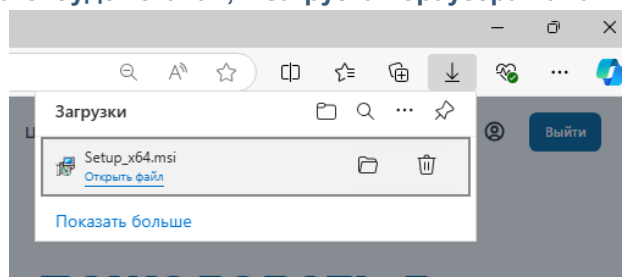 Загрузки
Выйти
Setup_x64.msi
Открыть файл
Показать больше